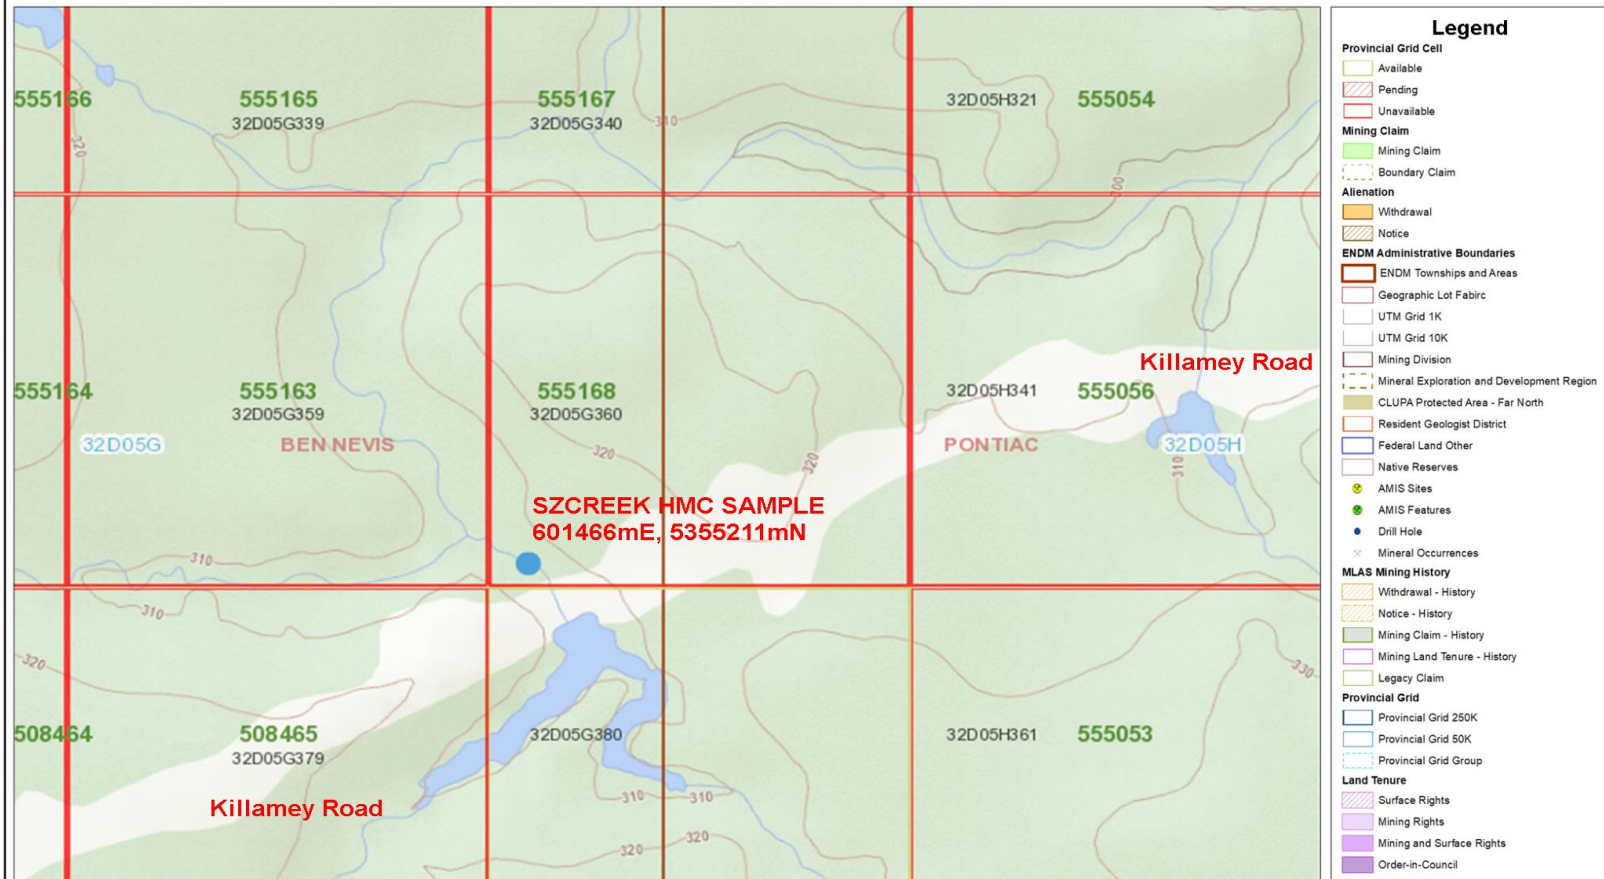 555166
555165
32D05G339
555167
32D05G340
310
32D05H321
555054
320
300
555164
555163
32D05G359
555168
32D05G360
32D05H341
555056
Killamey Road
32D05G
BEN NEVIS
320
320
PONTIAC
32D05H
310
SZCREEK HMC SAMPLE
601466mE, 5355211mN
310
310
320
330
508464
508465
32D05G379
32D05G380
32D05H361
555053
Killamey Road
310
310
320
320
Legend
Provincial Grid Cell
Available
Pending
Unavailable
Mining Claim
Mining Claim
Boundary Claim
Alienation
Withdrawal
Notice
ENDM Administrative Boundaries
ENDM Townships and Areas
Geographic Lot Fabirc
UTM Grid 1K
UTM Grid 10K
Mining Division
Mineral Exploration and Development Region
CLUPA Protected Area - Far North
Resident Geologist District
Federal Land Other
Native Reserves
AMIS Sites
AMIS Features
Drill Hole
Mineral Occurrences
MLAS Mining History
Withdrawal - History
Notice - History
Mining Claim - History
Mining Land Tenure - History
Legacy Claim
Provincial Grid
Provincial Grid 250K
Provincial Grid 50K
Provincial Grid Group
Land Tenure
Surface Rights
Mining Rights
Mining and Surface Rights
Order-in-Council